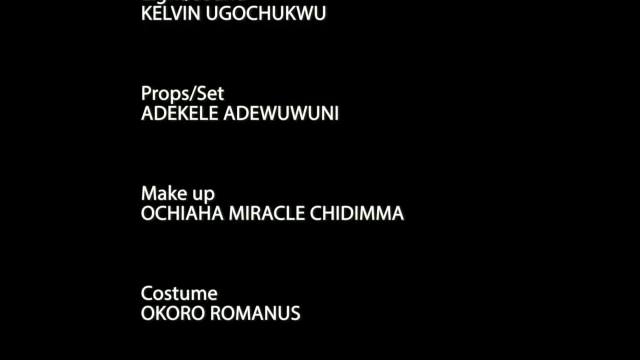 KELVIN UGOCHUKWU
Props/Set
ADEKELE ADEWUWUNI
Make up
OCHIAHA MIRACLE CHIDIMMA
Costume
OKORO ROMANUS